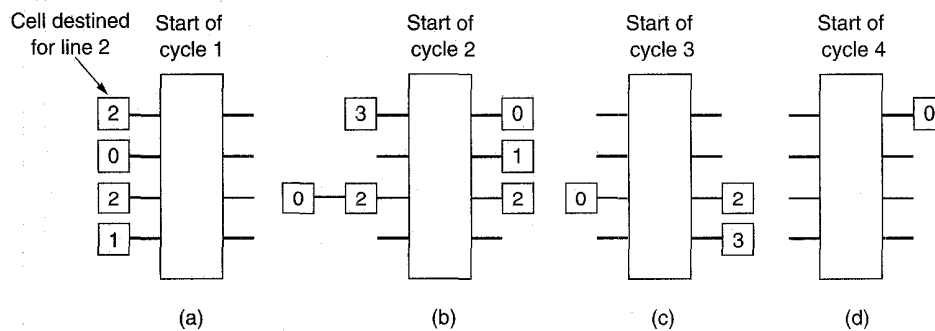 Cell destined
for line 2
Start of
cycle 1
Start of
cycle 2
Start of
cycle 3
Start of
cycle 4
2
3
0
0
0
1
2
0
2
2
0
2
1
3
(a)
(b)
(c)
(d)